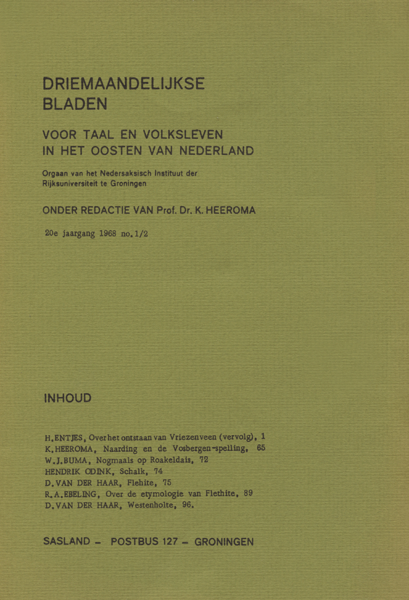 DRIEMAANDELIJKSE
BLADEN
VOOR TAAL EN VOLKSLEVEN
IN HET OOSTEN VAN NEDERLAND
Orgaan van het Nedersaksisch Instituut der
Rijksuniversiteit te Groningen
ONDER REDACTIE VAN Prof. Dr. K. HEEROMA
20e jaargang 1968 no.1/2
INHOUD
H.ENTJES, Over het ontstaan van Vriezenveen (vervolg), 1
K.HEEROMA, Naarding en de Vosbergen-spelling, 65
W.J.BUMA, Nogmaals op Roakeldais, 72
HENDRIK ODINK, Schalk, 74
D.VAN DER HAAR, Flehite, 75
R.A.EBELING, Over de etymologie van Flethite, 89
D.VAN DER HAAR, Westenholte, 96.
SASLAND – POSTBUS 127 – GRONINGEN